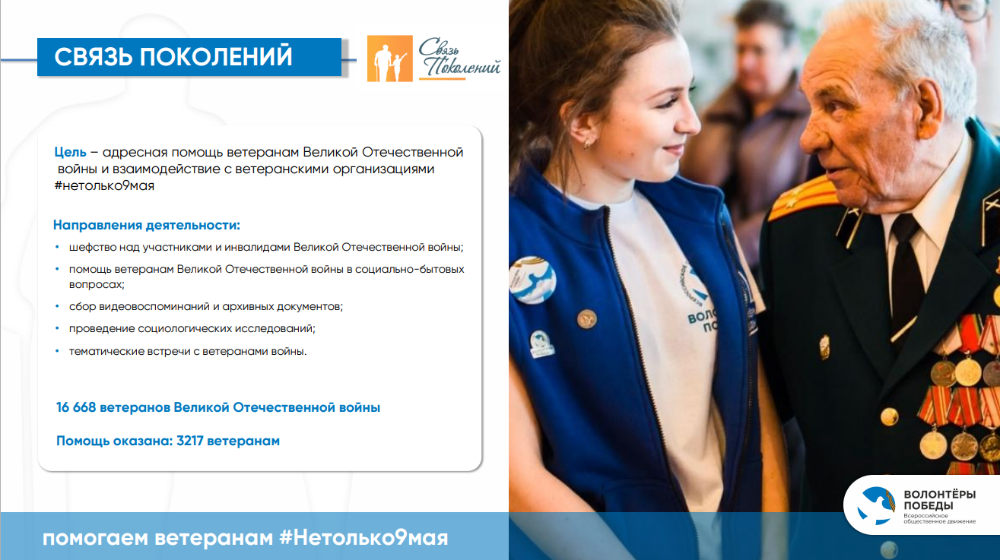 СВЯЗЬ ПОКОЛЕНИЙ
Связь
Поколений
Цель – адресная помощь ветеранам Великой Отечественной
войны и взаимодействие с ветеранскими организациями
#нетолько9мая
Направления деятельности:
• шефство над участниками и инвалидами Великой Отечественной войны;
• помощь ветеранам Великой Отечественной войны в социально-бытовых
вопросах;
• сбор видеовоспоминаний и архивных документов;
• проведение социологических исследований;
• тематические встречи с ветеранами войны.
16 668 ветеранов Великой Отечественной войны
Помощь оказана: 3217 ветеранам
помогаем ветеранам #Нетолько9мая
ВОЛОНТЁРЫ
ПОБЕДЫ
Всероссийское
общественное движение